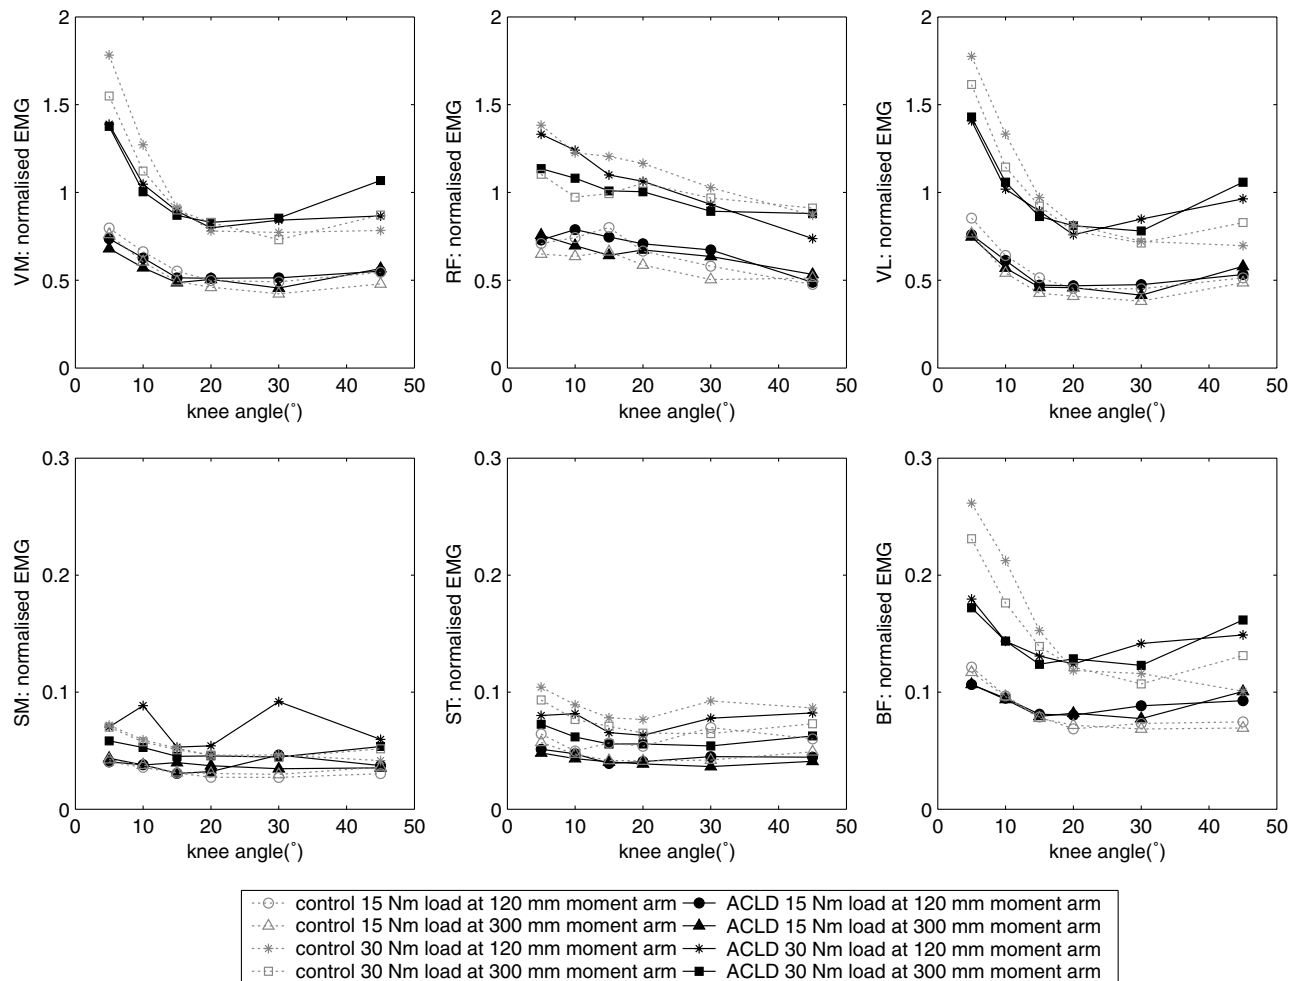 2
1.5
1
0.5
0
VM: normalised EMG
0 10 20 30 40 50
knee angle(°)
2
1.5
1
0.5
0
RF: normalised EMG
0 10 20 30 40 50
knee angle(°)
2
1.5
1
0.5
0
VL: normalised EMG
0 10 20 30 40 50
knee angle(°)
0.3
0.2
0.1
0
SM: normalised EMG
0 10 20 30 40 50
knee angle(°)
0.3
0.2
0.1
0
ST: normalised EMG
0 10 20 30 40 50
knee angle(°)
0.3
0.2
0.1
0
BF: normalised EMG
0 10 20 30 40 50
knee angle(°)
control 15 Nm load at 120 mm moment arm
control 15 Nm load at 300 mm moment arm
control 30 Nm load at 120 mm moment arm
control 30 Nm load at 300 mm moment arm
ACLD 15 Nm load at 120 mm moment arm
ACLD 15 Nm load at 300 mm moment arm
ACLD 30 Nm load at 120 mm moment arm
ACLD 30 Nm load at 300 mm moment arm